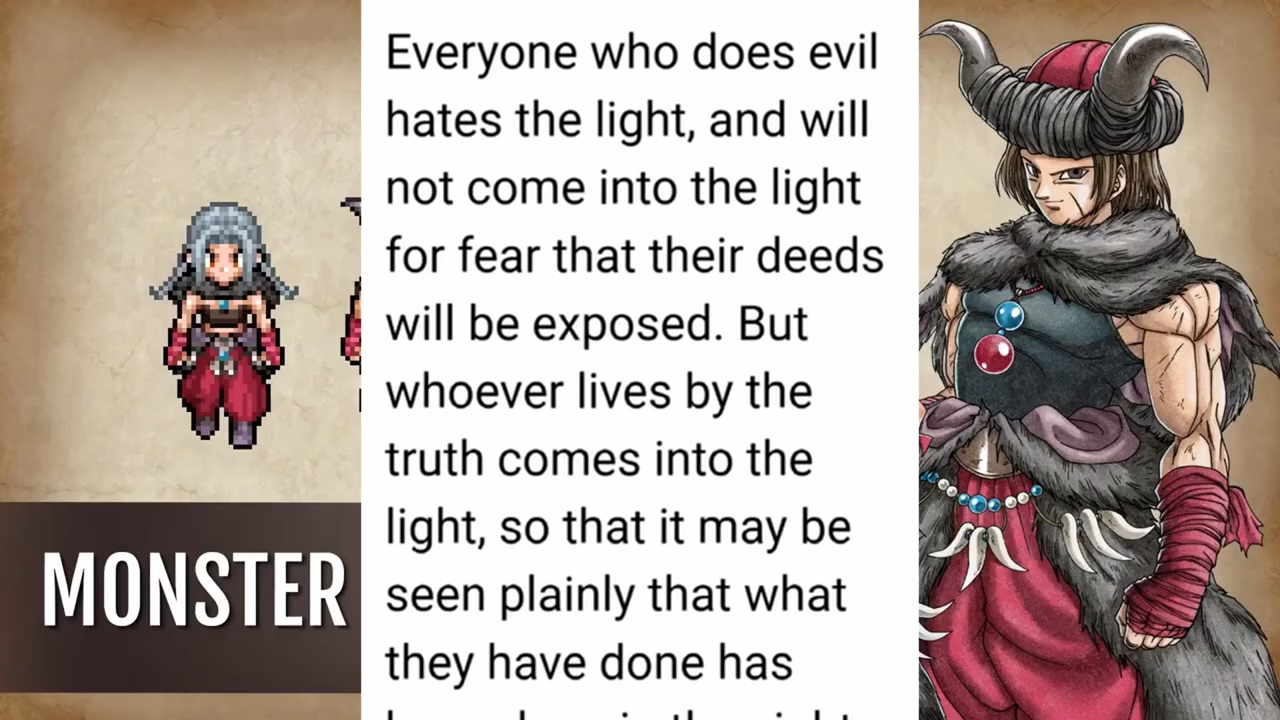 Everyone who does evil
hates the light, and will
not come into the light
for fear that their deeds
will be exposed. But
whoever lives by the
truth comes into the
light, so that it may be
seen plainly that what
they have done has
MONSTER